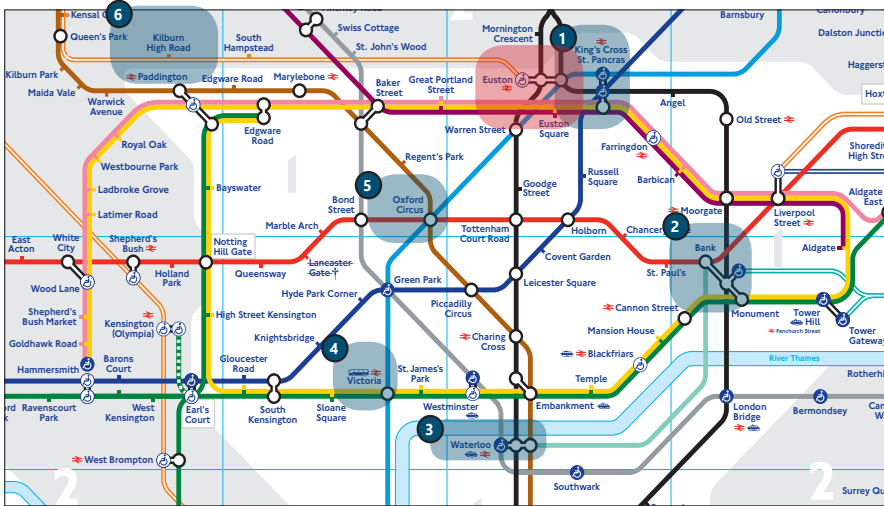 Kensal G
6
Queen's Park
Kilburn
High Road
South
Hampstead
Swiss Cottage
St. John's Wood
Mornington
Crescent
1
King's Cross
St. Pancras
Barnsbury
Canonbury
Dalston Juncti
Haggerst
Kilburn Park
Maida Vale
Paddington
Edgware Road
Marylebone
Baker
Street
Great Portland
Street
Euston
Angel
Hoxt
Warwick
Avenue
Edgware
Road
Warren Street
Euston
Square
Old Street
Royal Oak
Farringdon
Shoredit
High Stre
Westbourne Park
Regent's Park
Barbican
Ladbroke Grove
Bayswater
5
Oxford
Circus
Bond
Street
Goodge
Street
Russell
Square
Moorgate
Liverpool
Street
Aldgate
East
Latimer Road
Marble Arch
Tottenham
Court Road
Holborn
Chancer
2
Bank
Aldgate
East
Acton
White
City
Shepherd's
Bush
Notting
Hill Gate
Holland
Park
Queensway
Lancaster
Gate†
Covent Garden
St. Paul's
Wood Lane
Green Park
Hyde Park Corner
Piccadilly
Circus
Leicester Square
Cannon Street
Monument
Tower
Hill
Fenchurch Street
Tower
Gateway
Shepherd's
Bush Market
Kensington
(Olympia)
High Street Kensington
Mansion House
Goldhawk Road
Knightsbridge
Charing
Cross
Blackfriars
River Thames
Hammersmith
Barons
Court
Gloucester
Road
4
Victoria
St. James's
Park
Temple
Rotherhi
rd
Ravenscourt
Park
West
Kensington
Earl's
Court
South
Kensington
Sloane
Square
Westminster
Embankment
London
Bridge
Bermondsey
Can
W
3
Waterloo
West Brompton
Southwark
2
2
2
Surrey Qu